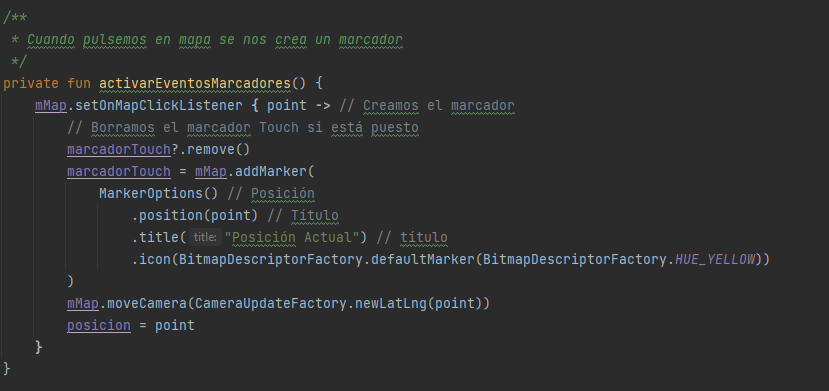 /**
 * Cuando pulsemos en mapa se nos crea un marcador
 */
private fun activarEventosMarcadores() {
    mMap.setOnMapClickListener { point -> // Creamos el marcador
        // Borramos el marcador Touch si está puesto
        marcadorTouch?.remove()
        marcadorTouch = mMap.addMarker(
            MarkerOptions() // Posición
                .position(point) // Título
                .title( title: "Posición Actual") // título
                .icon(BitmapDescriptorFactory.defaultMarker(BitmapDescriptorFactory.HUE_YELLOW))
        )
        mMap.moveCamera(CameraUpdateFactory.newLatLng(point))
        posicion = point
    }
}